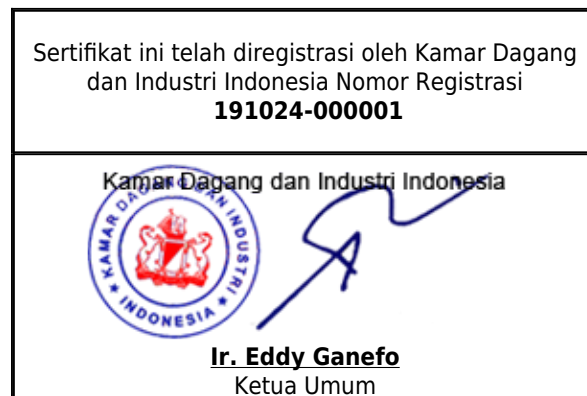 Sertifikat ini telah diregistrasi oleh Kamar Dagang
dan Industri Indonesia Nomor Registrasi
191024-000001
Kamar Dagang dan Industri Indonesia
KAMAR DAGANG DAN INDUSTRI
★ INDONESIA ★
Ir. Eddy Ganefo
Ketua Umum